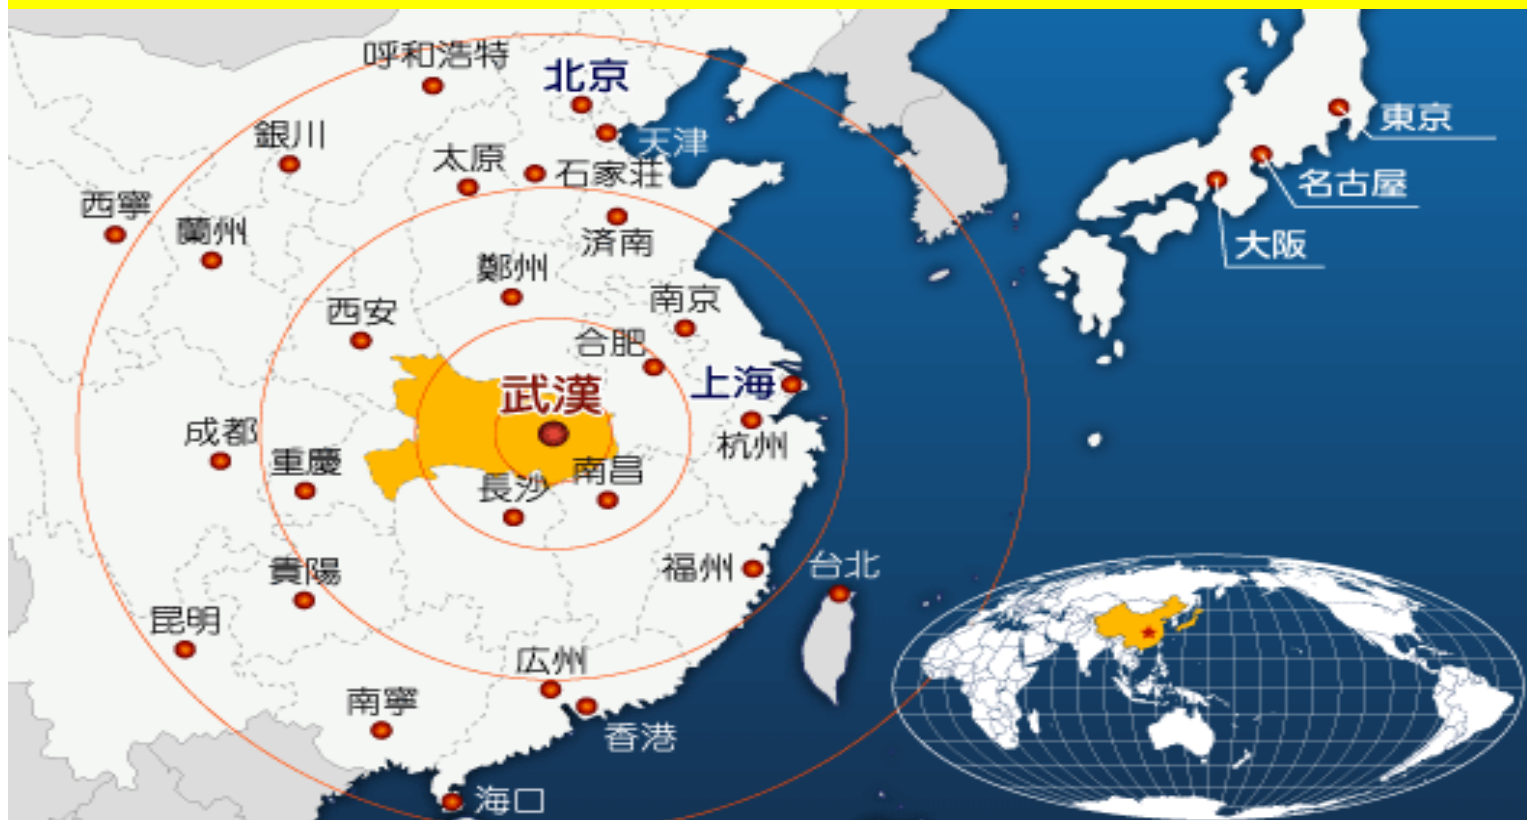 呼和浩特
北京
東京
銀川
天津
太原
石家荘
名古屋
西寧
蘭州
済南
大阪
鄭州
南京
西安
合肥
上海
武漢
成都
杭州
重慶
南昌
長沙
貴陽
福州
台北
昆明
広州
南寧
香港
海口